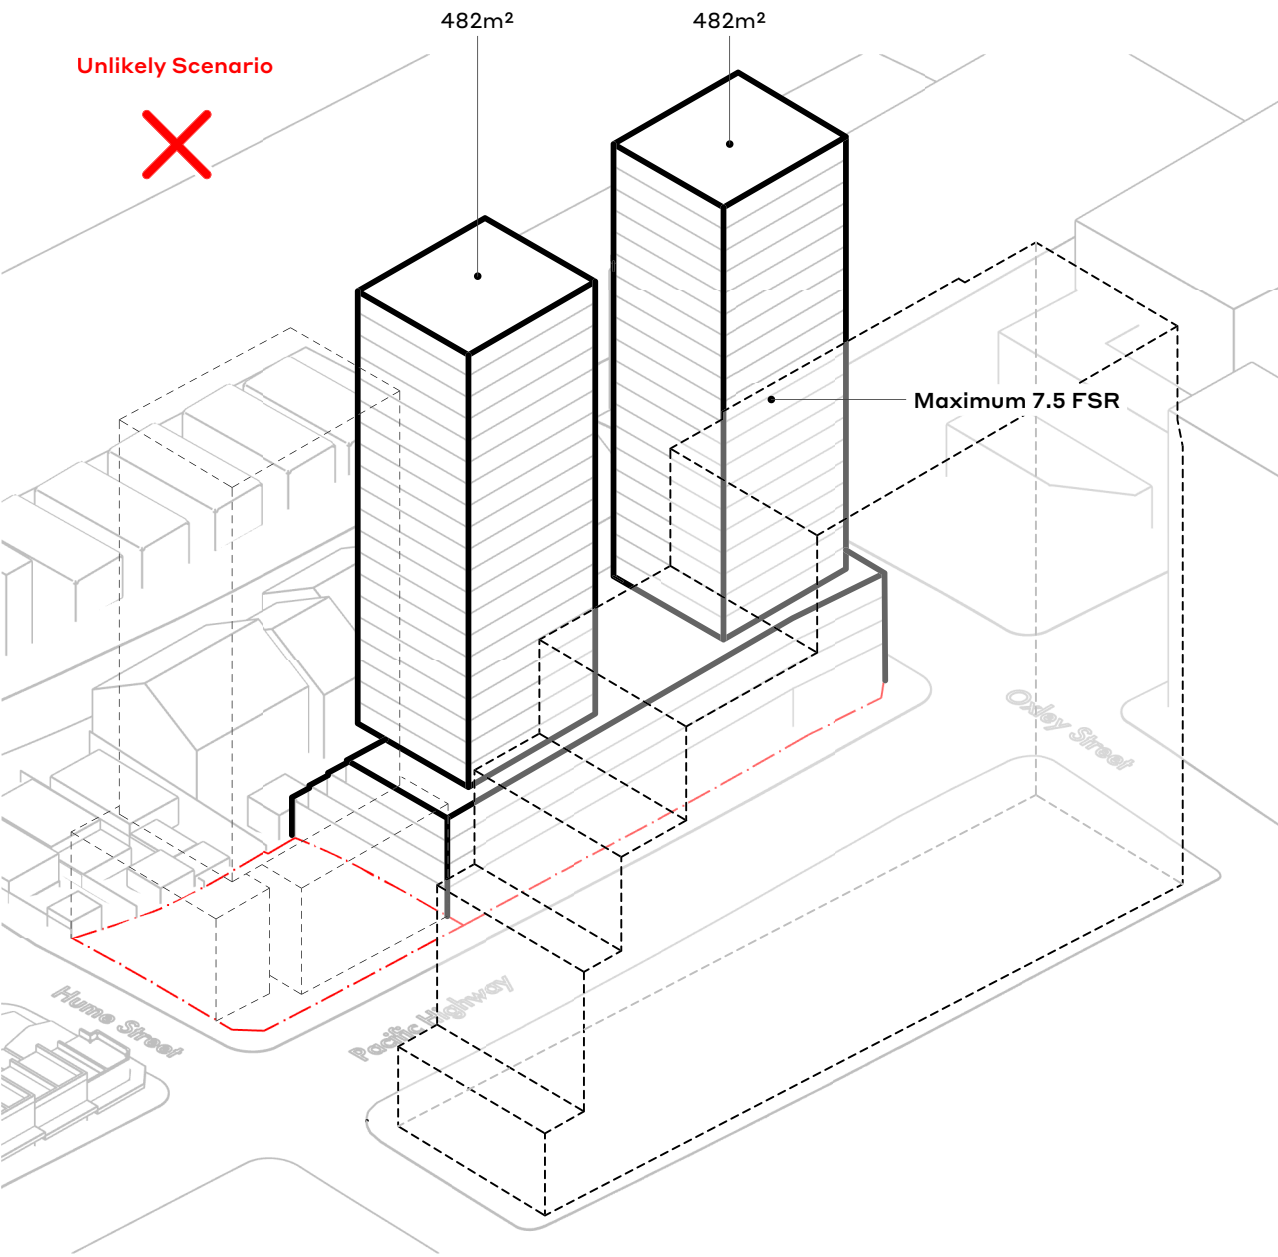 482m²
482m²
Unlikely Scenario
Maximum 7.5 FSR
Oxley Street
Hume Street
Pacific Highway